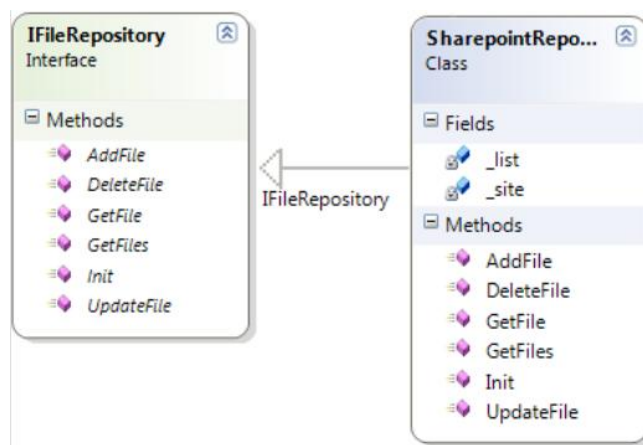 IFileRepository
Interface
Methods
AddFile
DeleteFile
GetFile
GetFiles
Init
UpdateFile
IFileRepository
SharepointRepo...
Class
Fields
_list
_site
Methods
AddFile
DeleteFile
GetFile
GetFiles
Init
UpdateFile